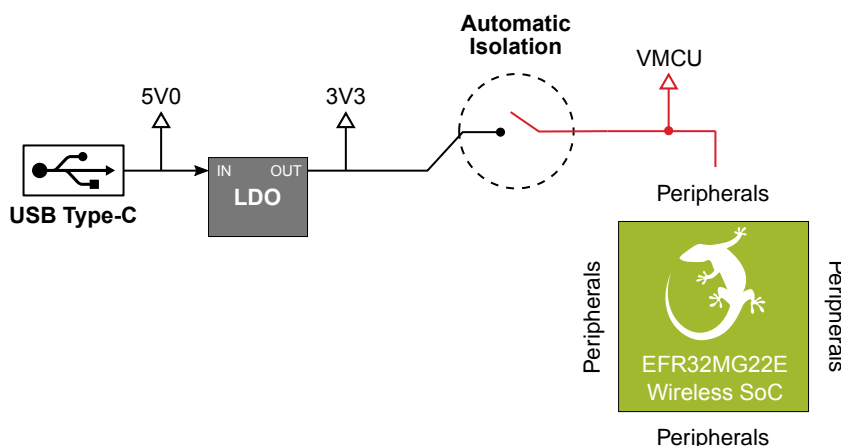 Automatic
Isolation
VMCU
5V0
3V3
IN
OUT
LDO
USB Type-C
Peripherals
Peripherals
Peripherals
EFR32MG22E
Wireless SoC
Peripherals